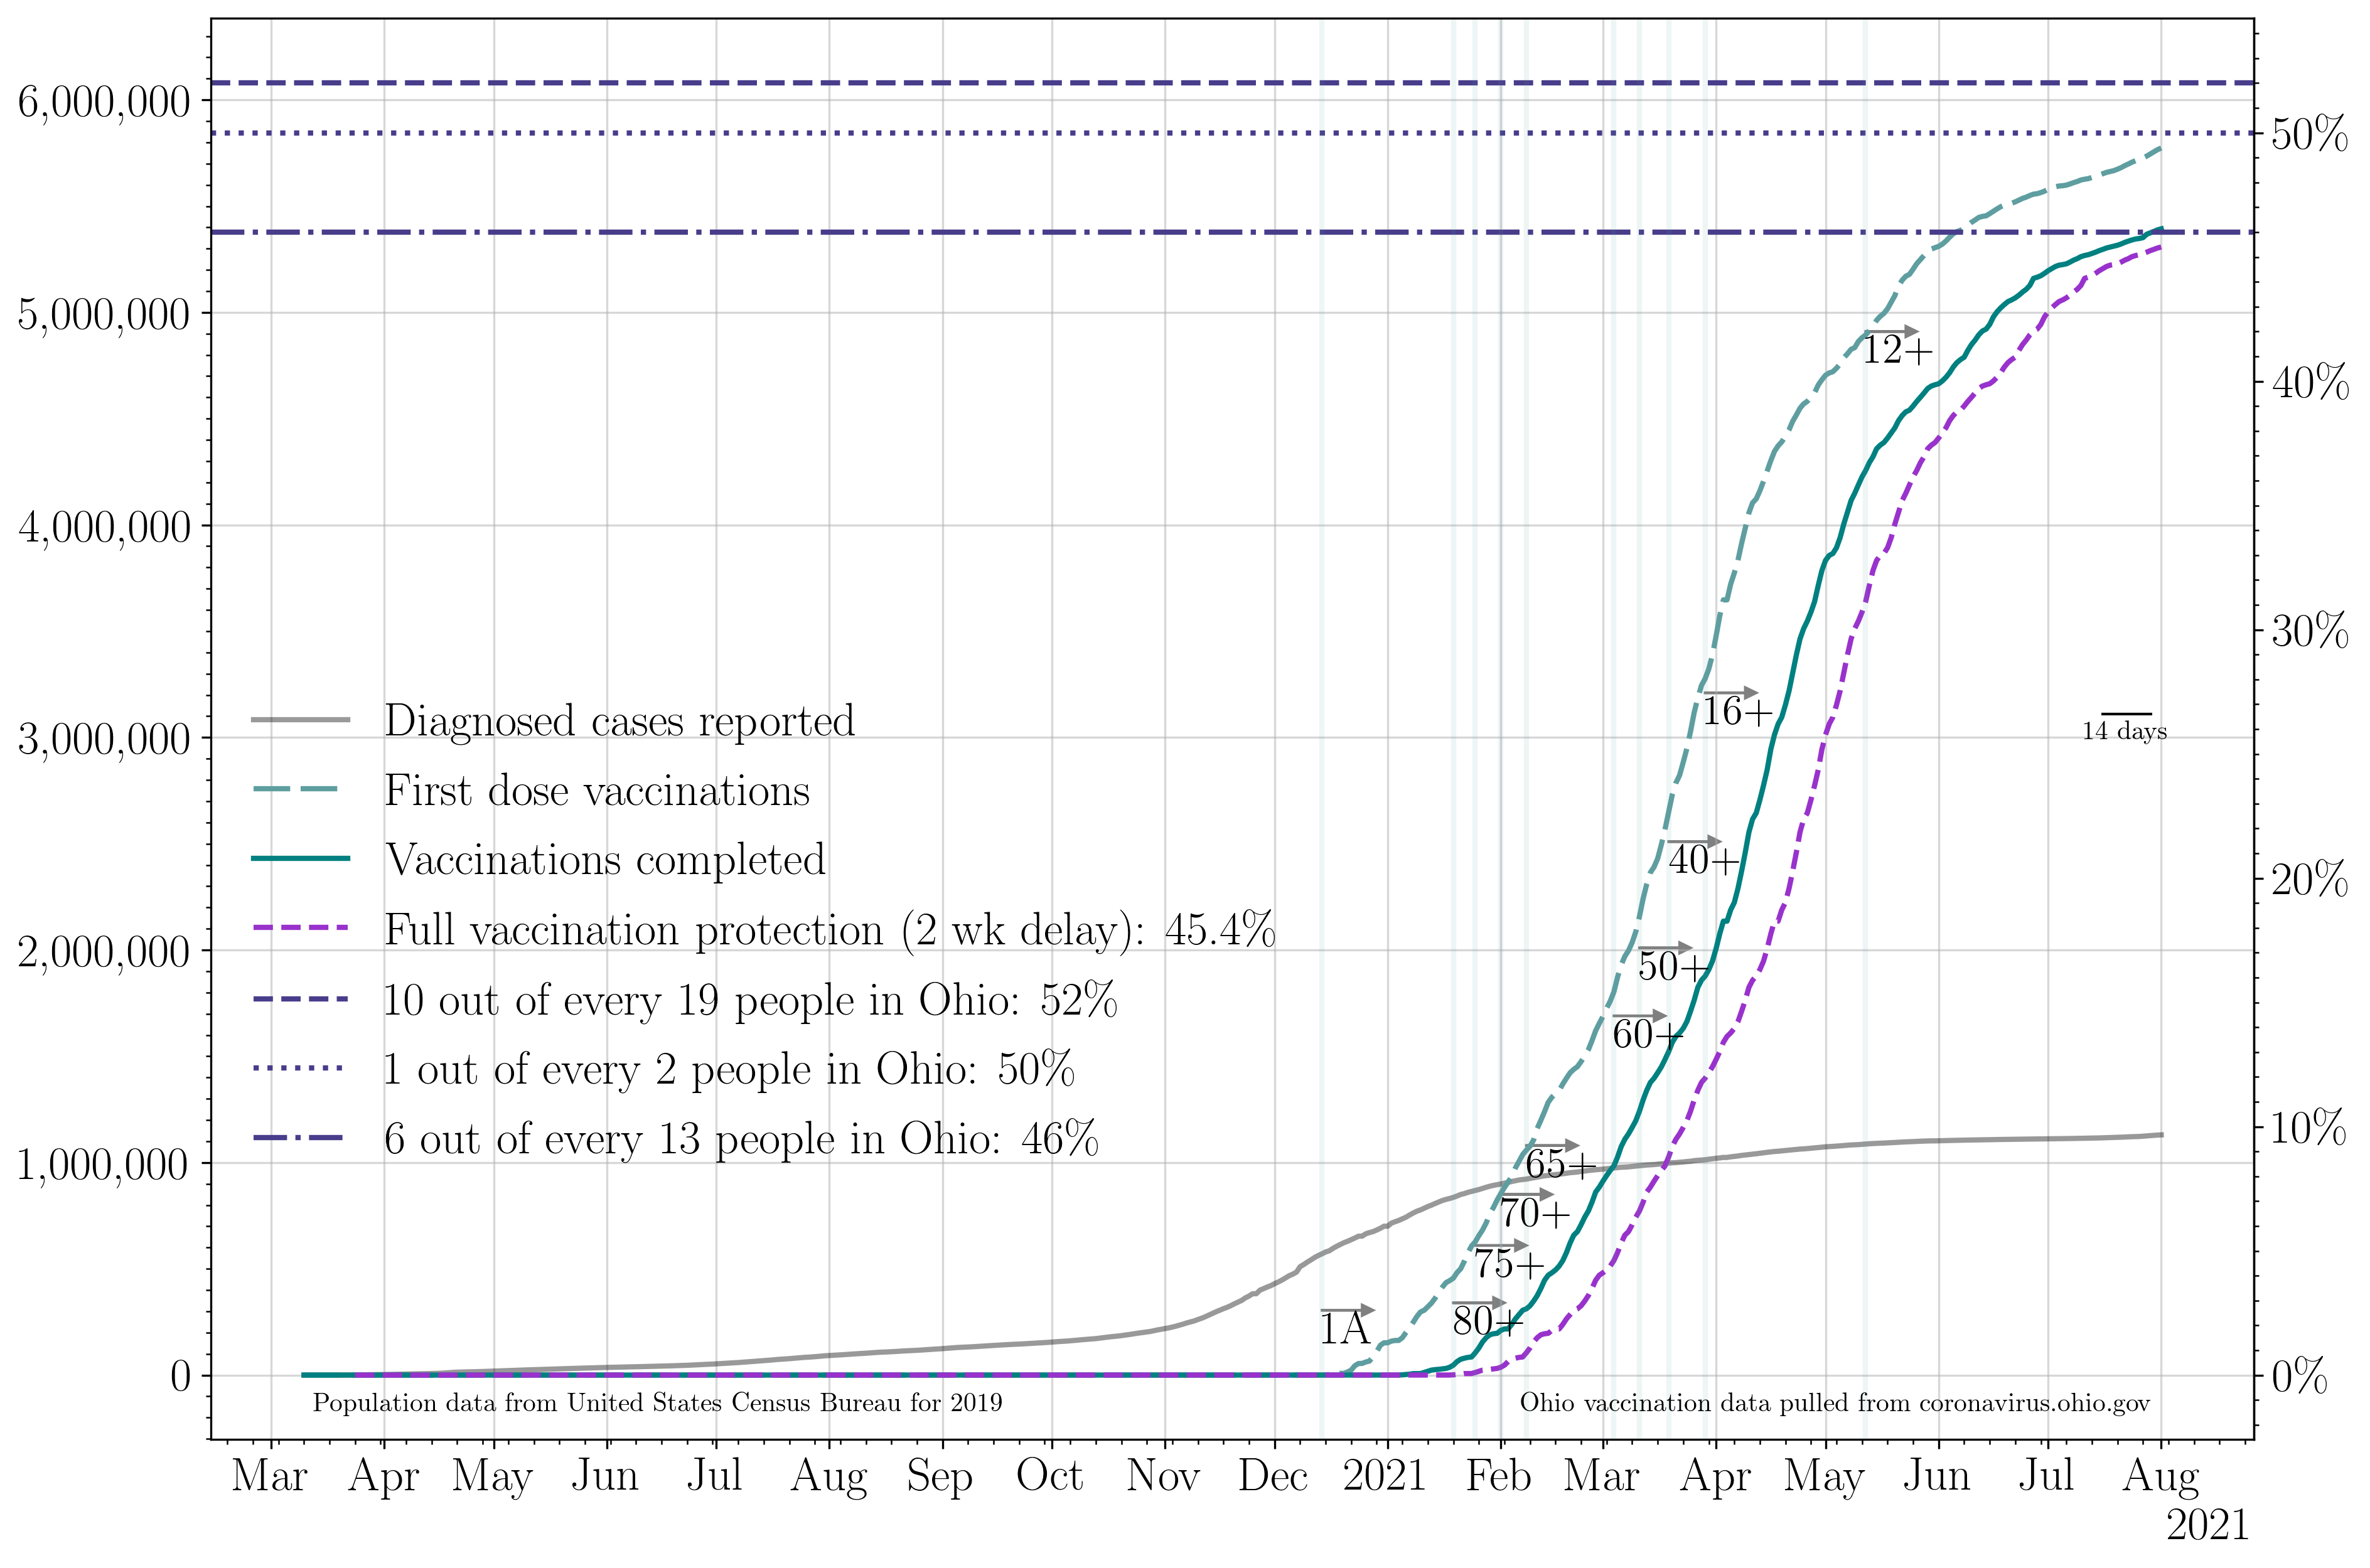 6,000,000
5,000,000
4,000,000
3,000,000
2,000,000
1,000,000
0
50%
40%
30%
20%
10%
0%
12+
16+
14 days
40+
50+
60+
65+
70+
75+
80+
1A
Diagnosed cases reported
First dose vaccinations
Vaccinations completed
Full vaccination protection (2 wk delay): 45.4%
10 out of every 19 people in Ohio: 52%
1 out of every 2 people in Ohio: 50%
6 out of every 13 people in Ohio: 46%
Population data from United States Census Bureau for 2019
Ohio vaccination data pulled from coronavirus.ohio.gov
Mar Apr May Jun Jul Aug Sep Oct Nov Dec 2021 Feb Mar Apr May Jun Jul Aug
2021